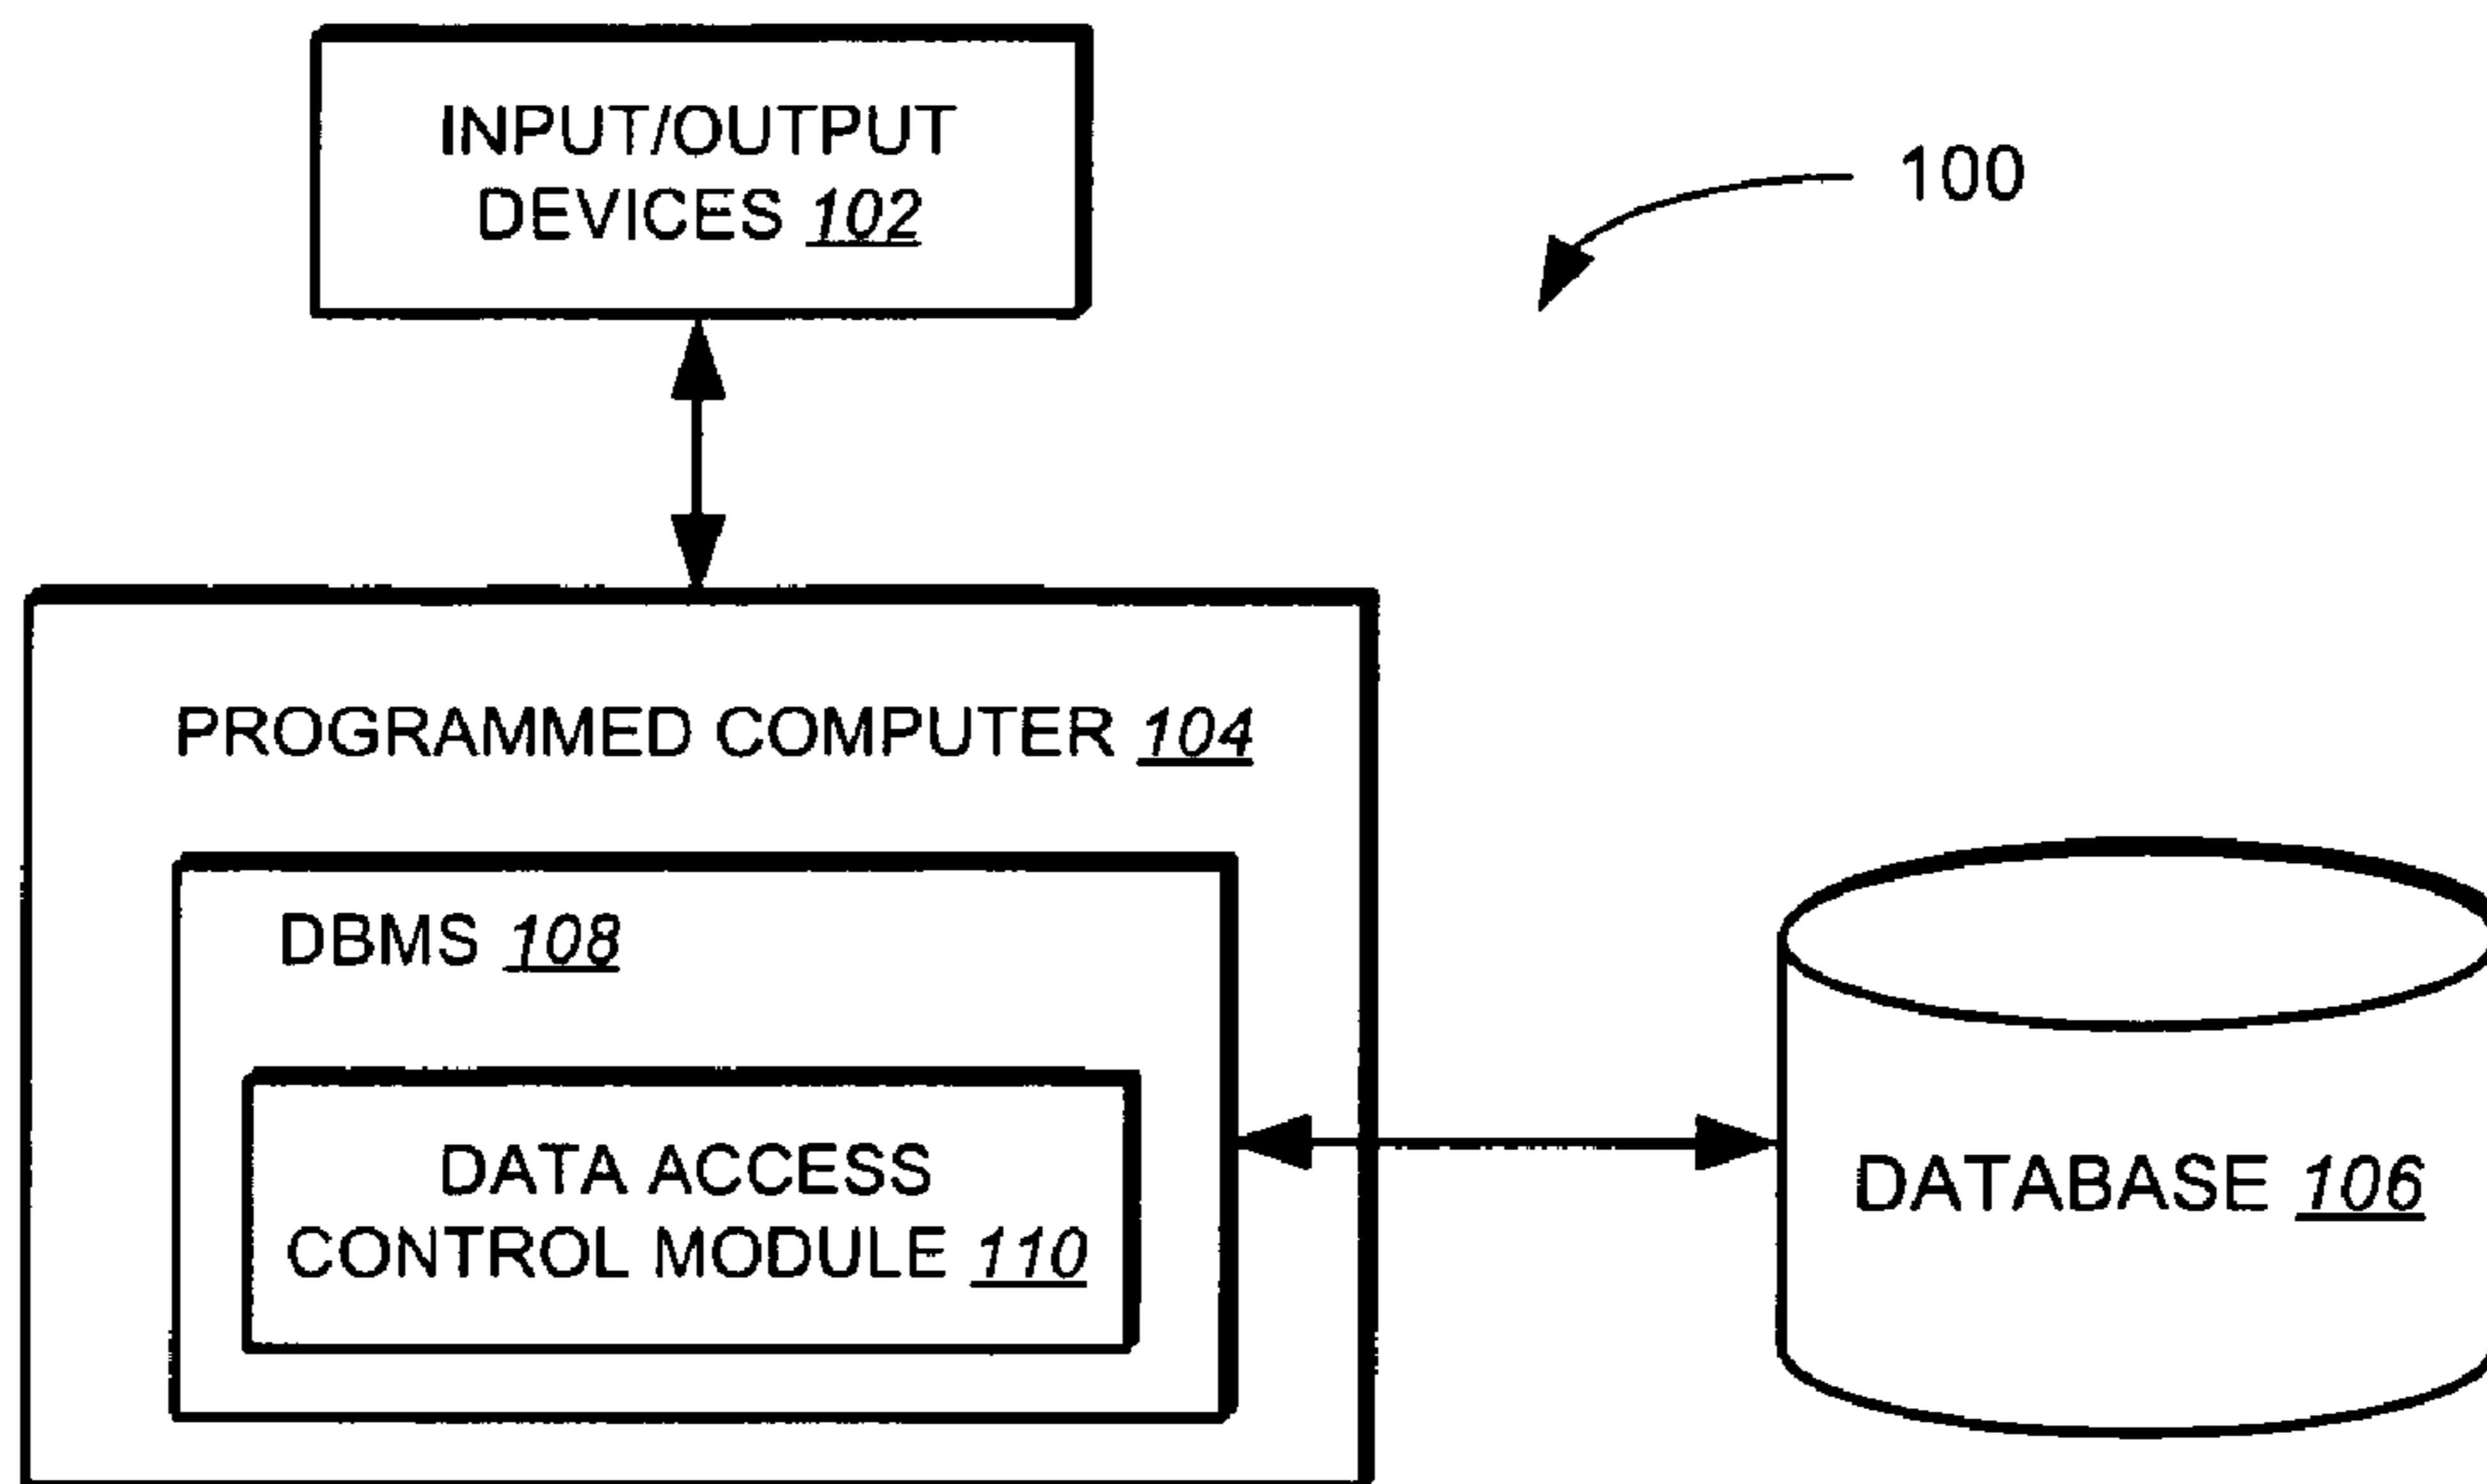 INPUT/OUTPUT
DEVICES 102
100
PROGRAMMED COMPUTER 104
DBMS 108
DATA ACCESS
CONTROL MODULE 110
DATABASE 106